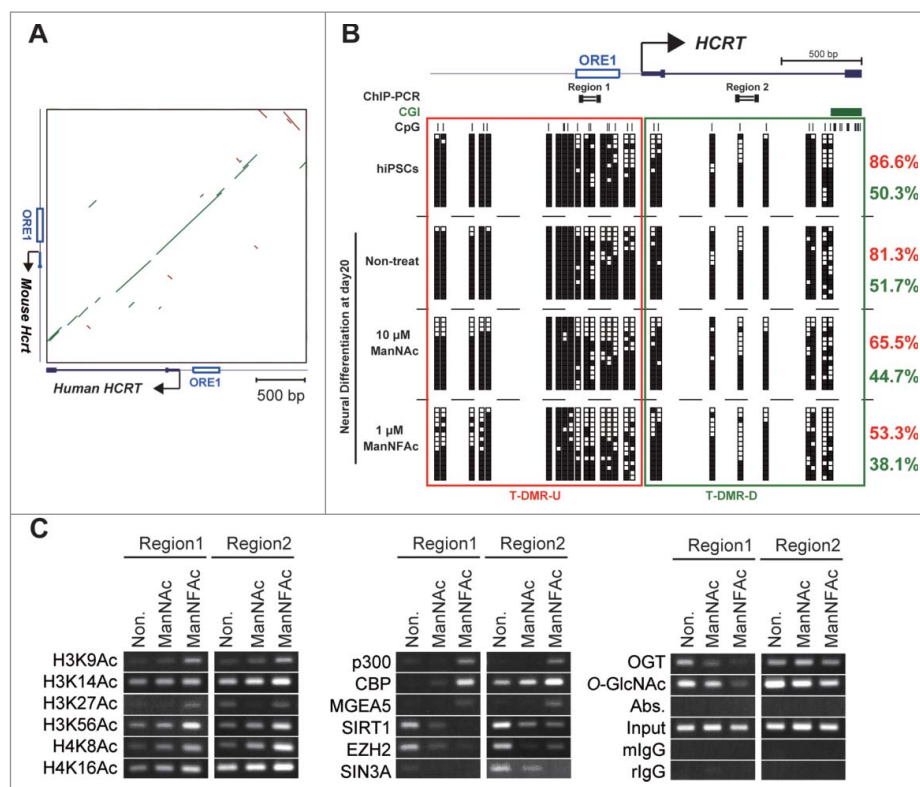 A
ORE1
Mouse Hcrt
Human HCRT
ORE1
500 bp
B
HCRT
500 bp
ORE1
Region 1
Region 2
ChIP-PCR
CGI
CpG
hiPSCs
86.6%
50.3%
Neural Differentiation at day20
Non-treat
81.3%
51.7%
10 µM
ManNAc
65.5%
44.7%
1 µM
ManNFAc
53.3%
38.1%
T-DMR-U
T-DMR-D
C
Region1 Region2
Non. ManNAc ManNFAc Non. ManNAc ManNFAc
H3K9Ac
H3K14Ac
H3K27Ac
H3K56Ac
H4K8Ac
H4K16Ac
Region1 Region2
Non. ManNAc ManNFAc Non. ManNAc ManNFAc
p300
CBP
MGEA5
SIRT1
EZH2
SIN3A
Region1 Region2
Non. ManNAc ManNFAc Non. ManNAc ManNFAc
OGT
O-GlcNAc
Abs.
Input
mIgG
rIgG